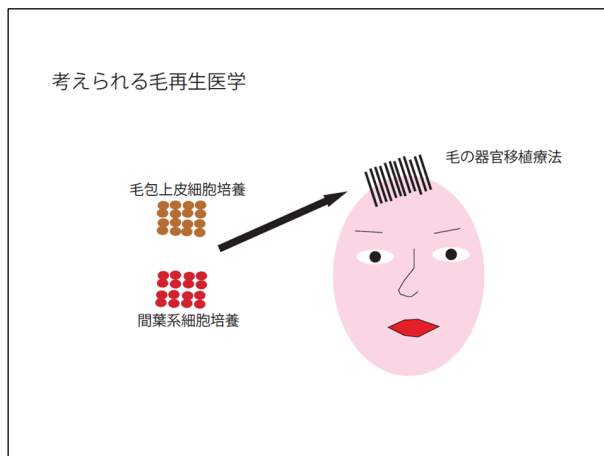 考えられる毛再生医学
毛の器官移植療法
毛包上皮細胞培養
間葉系細胞培養